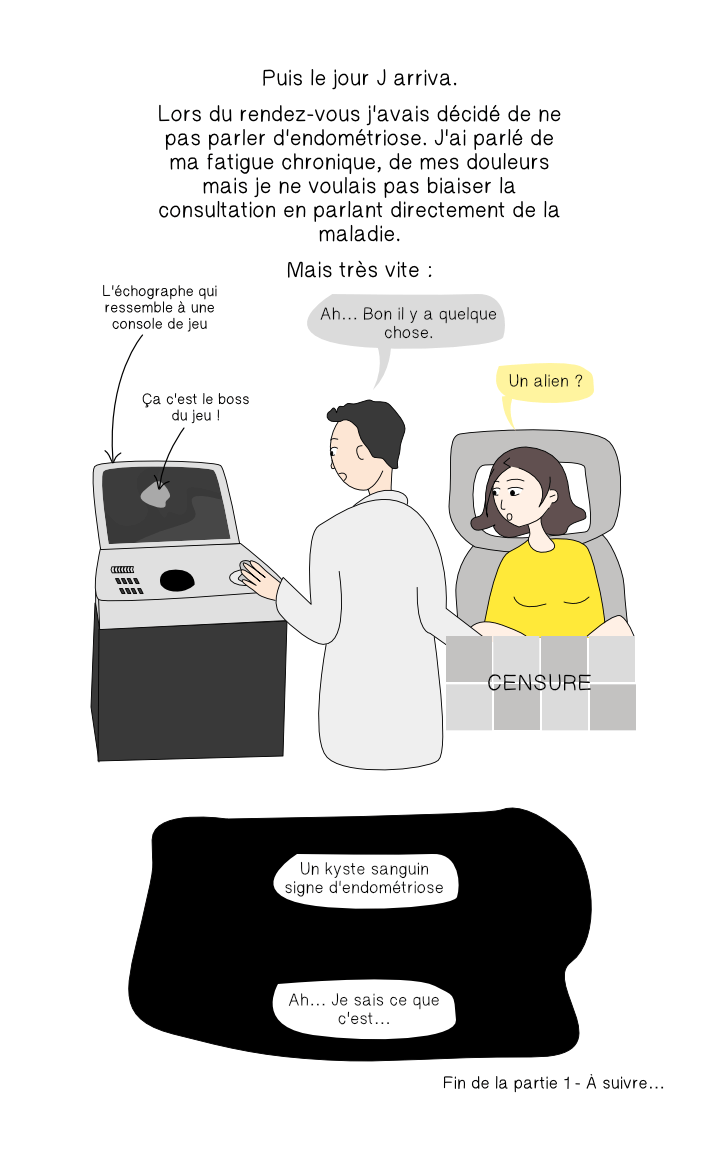 Puis le jour J arriva.
Lors du rendez-vous j'avais décidé de ne
pas parler d'endométriose. J'ai parlé de
ma fatigue chronique, de mes douleurs
mais je ne voulais pas biaiser la
consultation en parlant directement de la
maladie.
Mais très vite :
L'échographe qui
ressemble à une
console de jeu
Ah... Bon il y a quelque
chose.
Un alien ?
Ça c'est le boss
du jeu !
CENSURE
Un kyste sanguin
signe d'endométriose
Ah... Je sais ce que
c'est...
Fin de la partie 1 - À suivre...